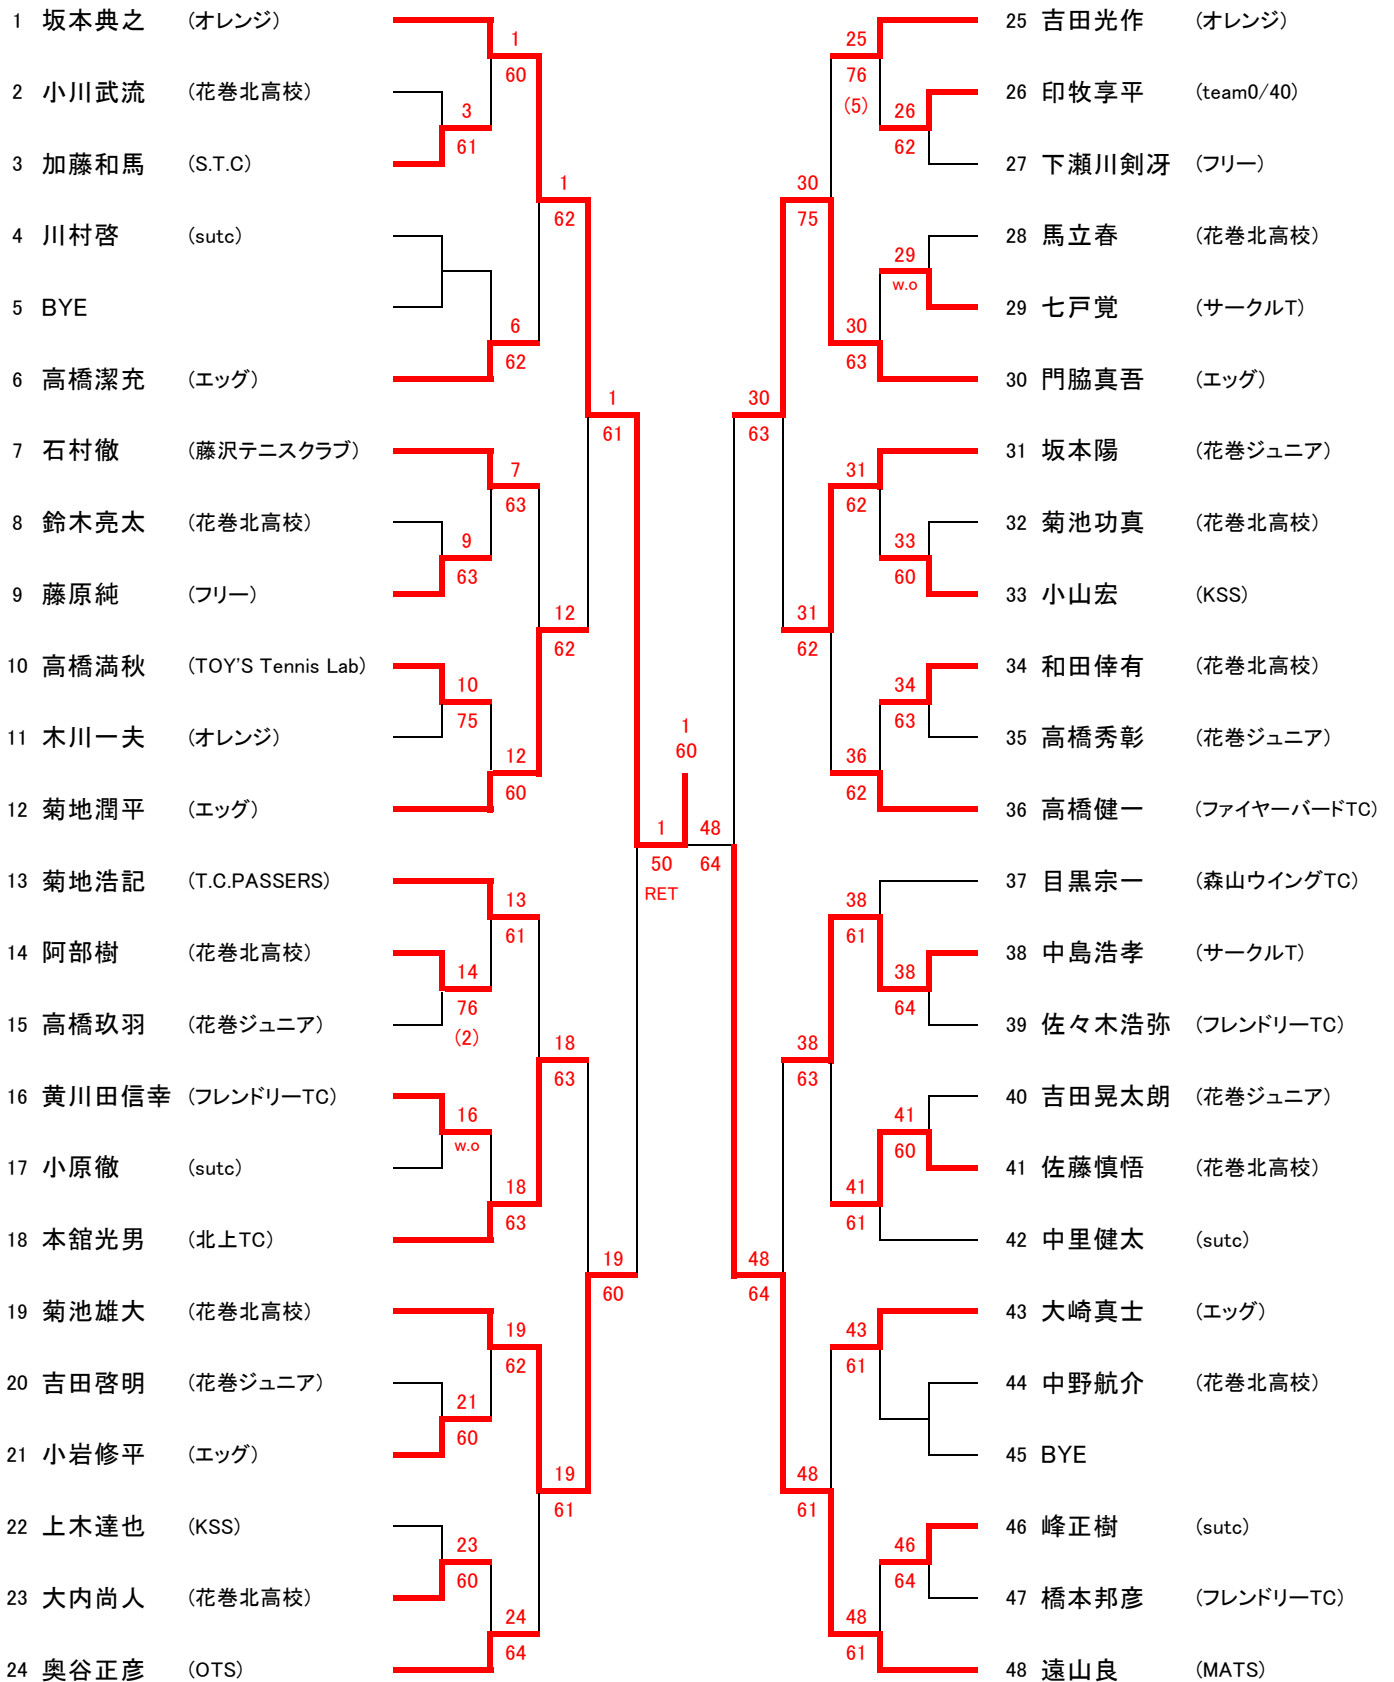 1 坂本典之 (オレンジ)
2 小川武流 (花巻北高校)
3 加藤和馬 (S.T.C)
4 川村啓 (sutc)
5 BYE
6 高橋潔充 (エッグ)
7 石村徹 (藤沢テニスクラブ)
8 鈴木亮太 (花巻北高校)
9 藤原純 (フリー)
10 高橋満秋 (TOY'S Tennis Lab)
11 木川一夫 (オレンジ)
12 菊地潤平 (エッグ)
13 菊地浩記 (T.C.PASSERS)
14 阿部樹 (花巻北高校)
15 高橋玖羽 (花巻ジュニア)
16 黄川田信幸 (フレンドリーTC)
17 小原徹 (sutc)
18 本舘光男 (北上TC)
19 菊池雄大 (花巻北高校)
20 吉田啓明 (花巻ジュニア)
21 小岩修平 (エッグ)
22 上木達也 (KSS)
23 大内尚人 (花巻北高校)
24 奥谷正彦 (OTS)
3
61
9
63
10
75
14
76
(2)
16
w.o
21
60
23
60
1
60
6
62
7
63
12
60
13
61
18
63
19
62
24
64
1
62
12
62
18
63
19
61
1
61
19
60
1
50
RET
1
60
48
64
30
63
48
64
30
75
31
62
38
63
48
61
25
76
(5)
30
63
31
62
36
62
38
61
41
61
43
61
48
61
26
62
29
w.o
33
60
34
63
38
64
41
60
46
64
25 吉田光作 (オレンジ)
26 印牧享平 (team0/40)
27 下瀬川剣冴 (フリー)
28 馬立春 (花巻北高校)
29 七戸覚 (サークルT)
30 門脇真吾 (エッグ)
31 坂本陽 (花巻ジュニア)
32 菊池功真 (花巻北高校)
33 小山宏 (KSS)
34 和田倖有 (花巻北高校)
35 高橋秀彰 (花巻ジュニア)
36 高橋健一 (ファイヤーバードTC)
37 目黒宗一 (森山ウイングTC)
38 中島浩孝 (サークルT)
39 佐々木浩弥 (フレンドリーTC)
40 吉田晃太朗 (花巻ジュニア)
41 佐藤慎悟 (花巻北高校)
42 中里健太 (sutc)
43 大崎真士 (エッグ)
44 中野航介 (花巻北高校)
45 BYE
46 峰正樹 (sutc)
47 橋本邦彦 (フレンドリーTC)
48 遠山良 (MATS)